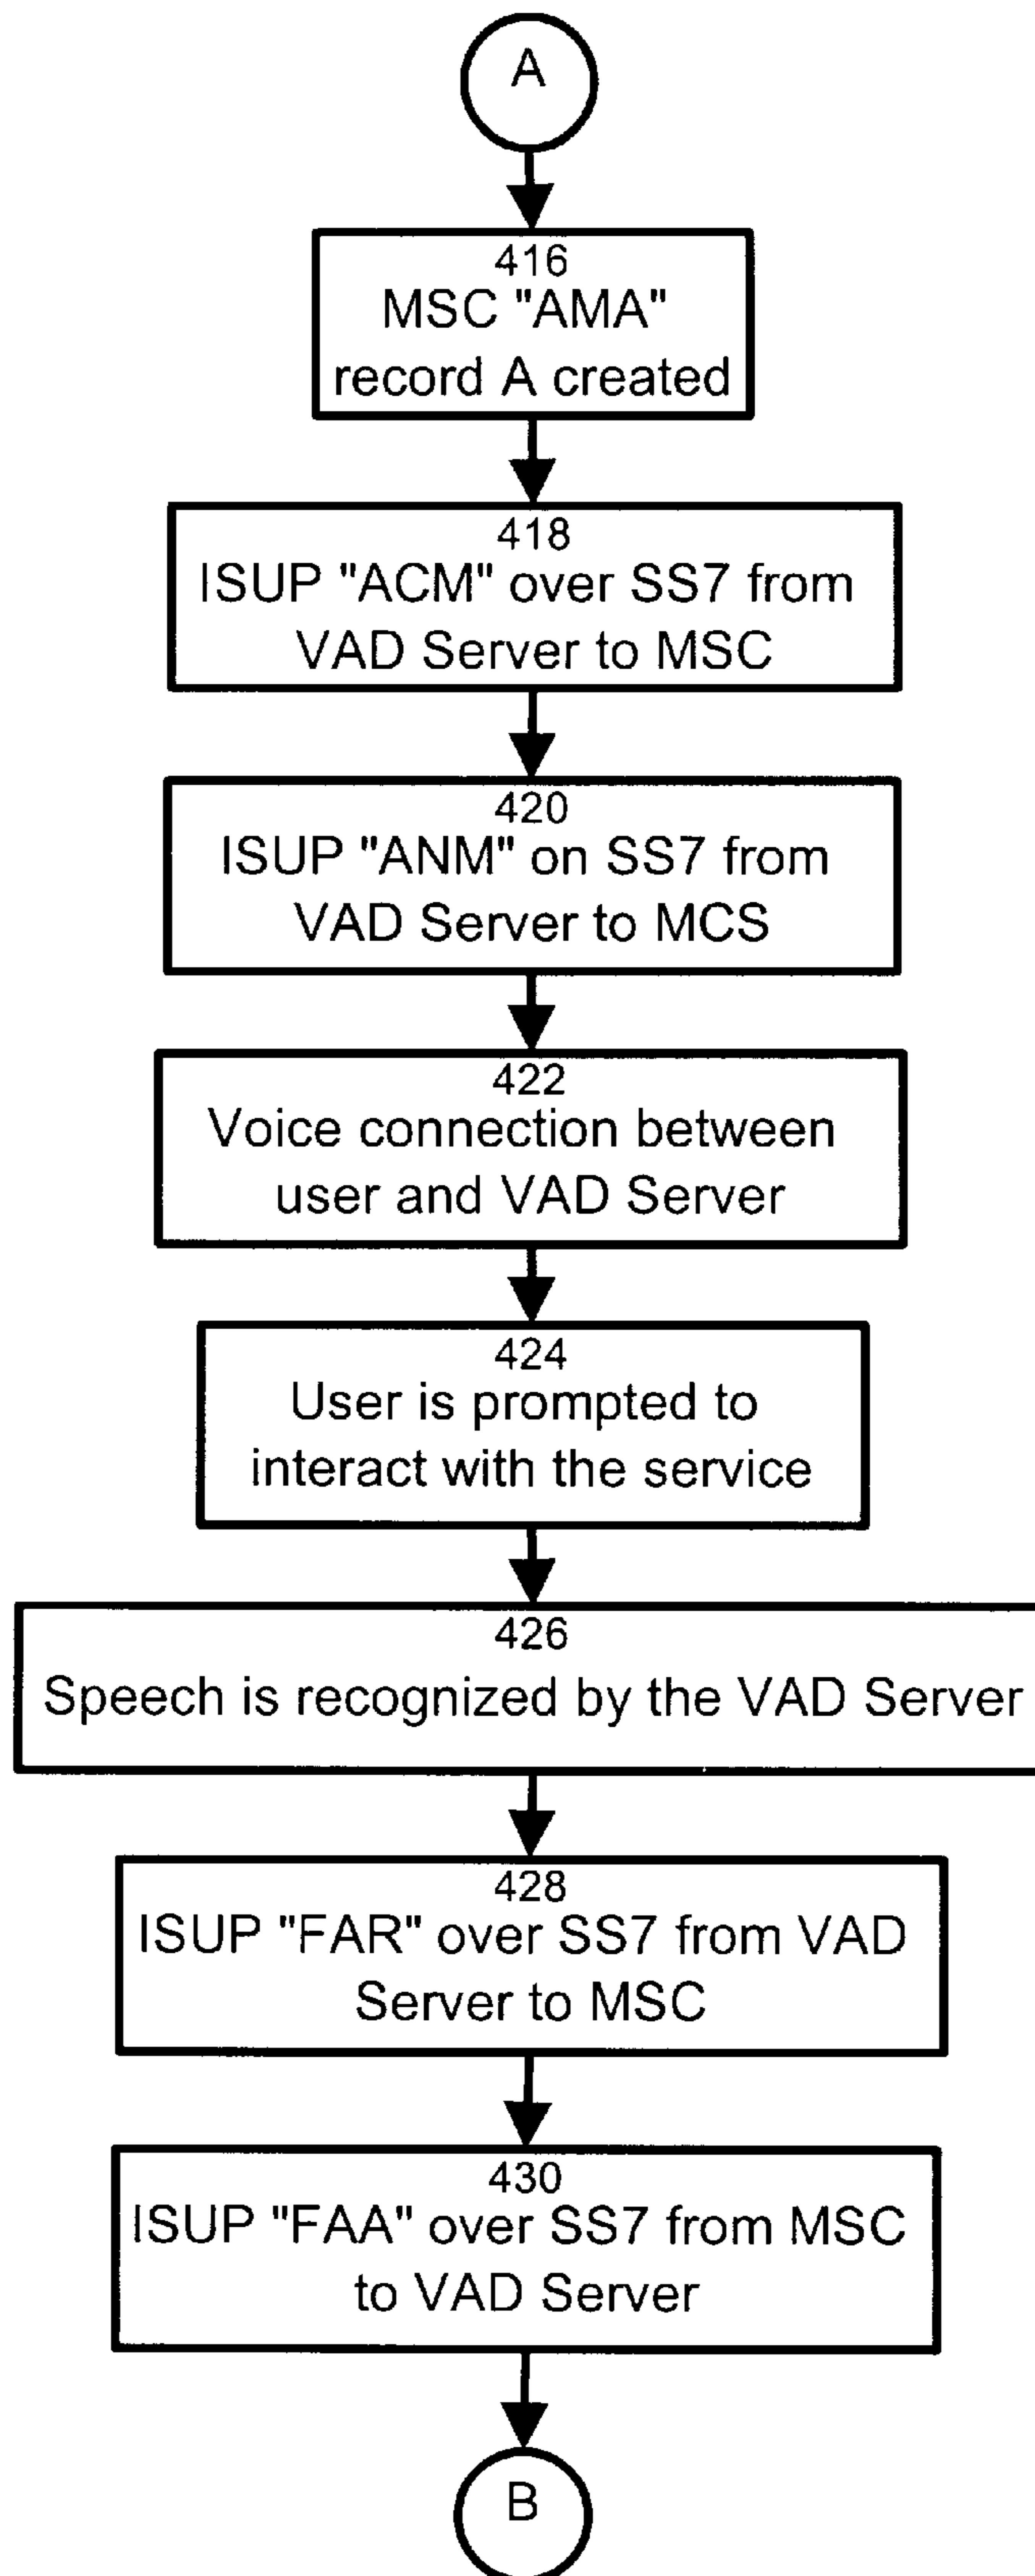 A
416
MSC "AMA"
record A created
418
ISUP "ACM" over SS7 from
VAD Server to MSC
420
ISUP "ANM" on SS7 from
VAD Server to MCS
422
Voice connection between
user and VAD Server
424
User is prompted to
interact with the service
426
Speech is recognized by the VAD Server
428
ISUP "FAR" over SS7 from VAD
Server to MSC
430
ISUP "FAA" over SS7 from MSC
to VAD Server
B